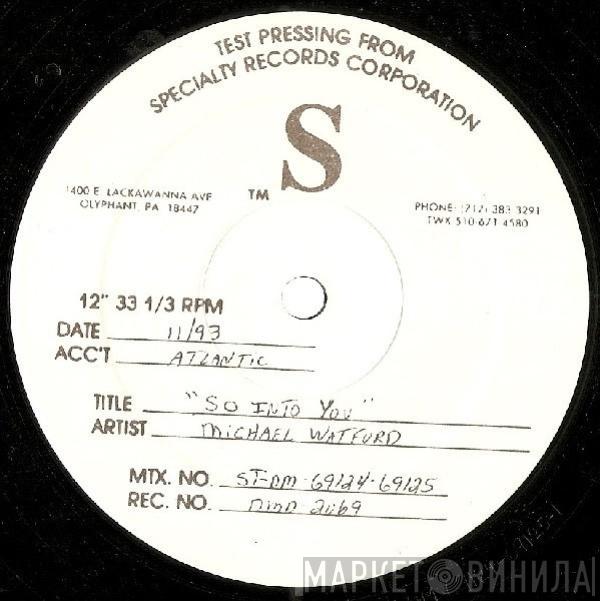 TEST PRESSING FROM
SPECIALTY RECORDS CORPORATION
S
TM
1400 E. LACKAWANNA AVE
OLYPHANT, PA 18447
PHONE: (717) 383 3291
TWX 510-671 4580
12" 33 1/3 RPM
DATE 11/93
ACC'T ATLANTIC
TITLE "SO INTO YOU"
ARTIST MICHAEL WATFORD
MTX. NO. ST-DM-69124-69125
REC. NO. DMD 2069
МАРКЕТ ВИНИЛА